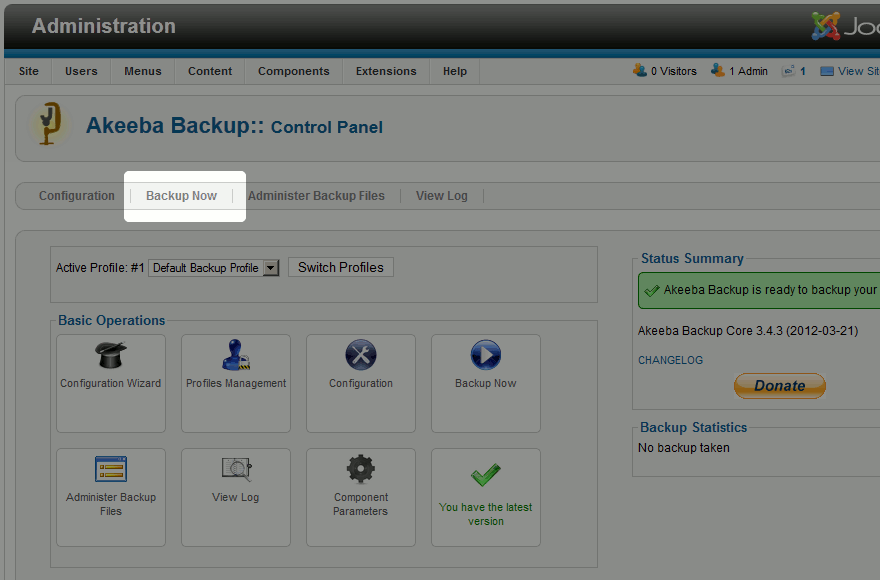 Administration
Site Users Menus Content Components Extensions Help 0 Visitors 1 Admin 1 View
Akeeba Backup:: Control Panel
Configuration Backup Now Administer Backup Files View Log
Active Profile: #1 Default Backup Profile Switch Profiles
Status Summary
Akeeba Backup is ready to backup your
Akeeba Backup Core 3.4.3 (2012-03-21)
CHANGELOG
Donate
Backup Statistics
No backup taken
Basic Operations
Configuration Wizard
Profiles Management
Configuration
Backup Now
Administer Backup
Files
View Log
Component
Parameters
You have the latest
version